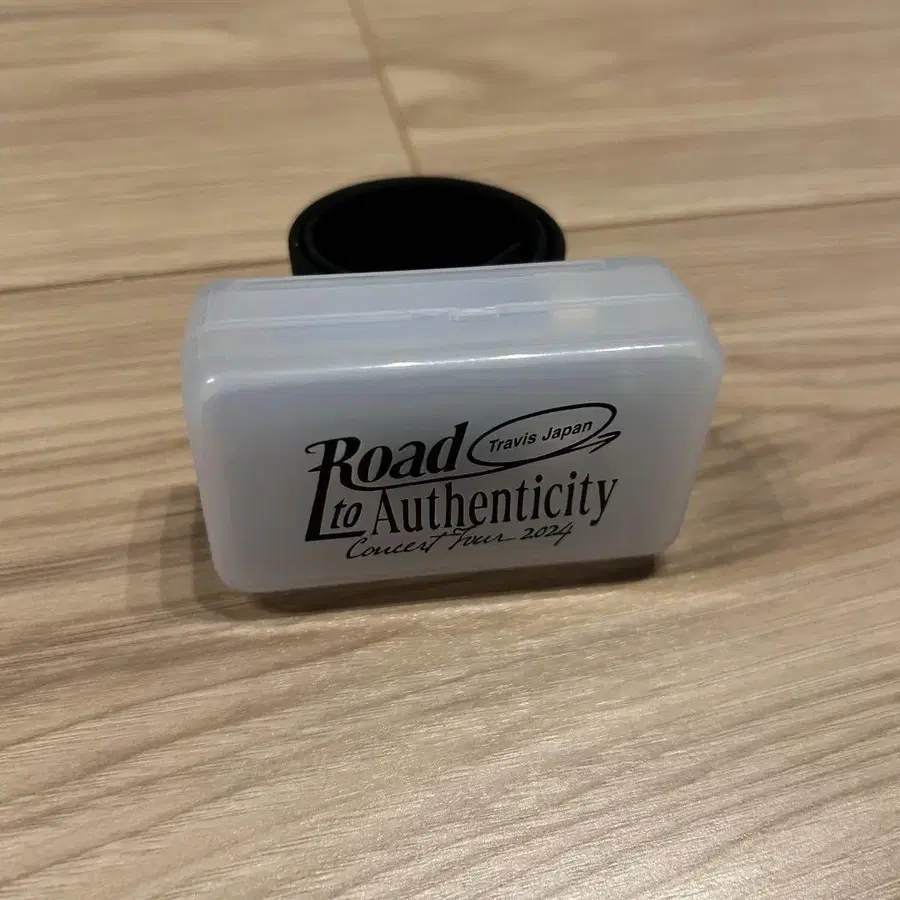 Road Travis Japan
to Authenticity
Concert Tour 2024